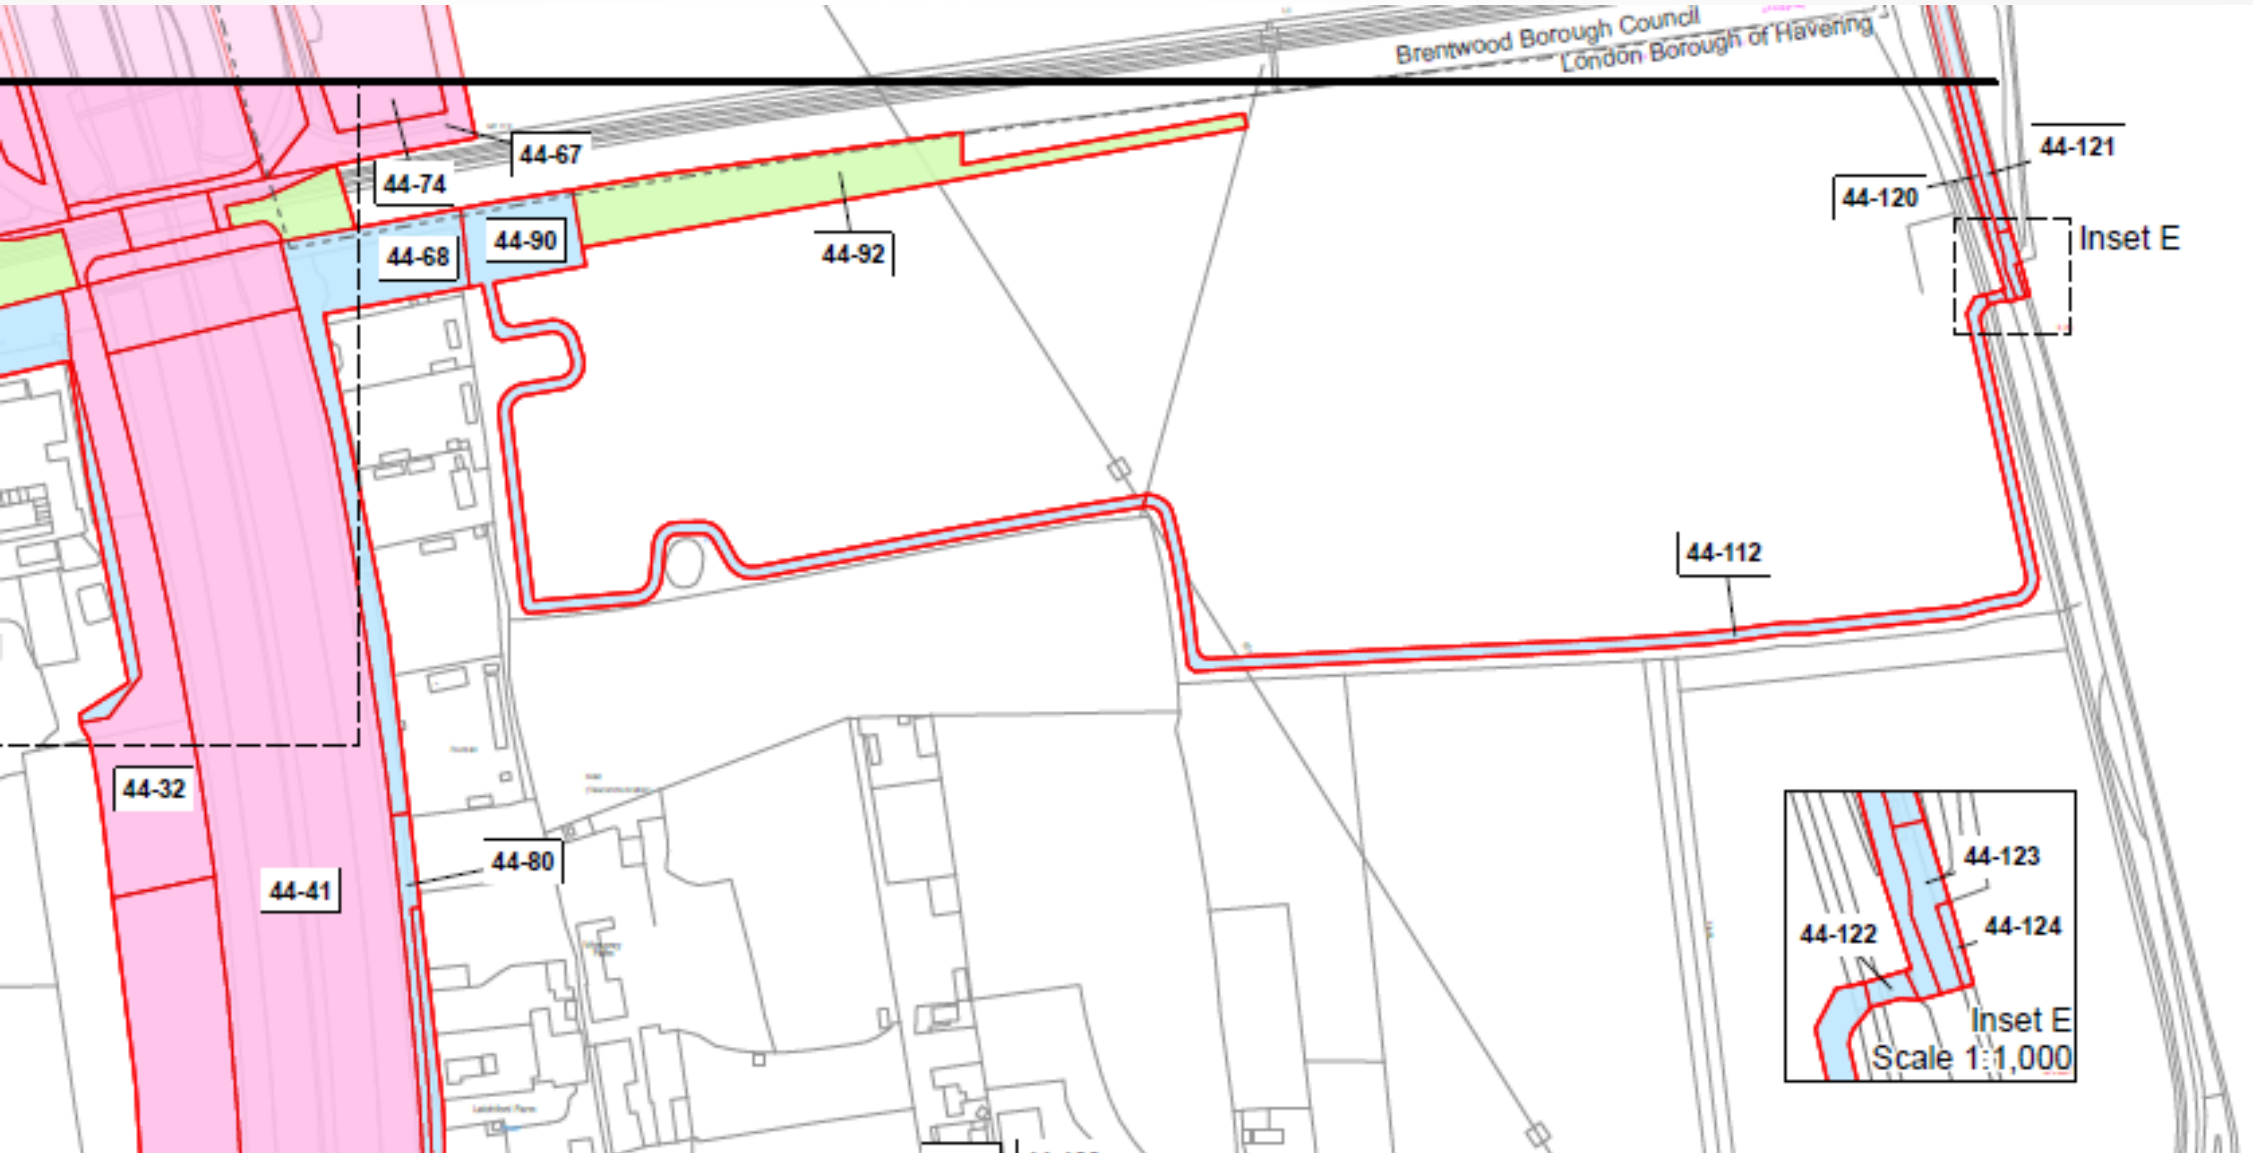 Brentwood Borough Council
London Borough of Havering
44-67
44-74
44-121
44-120
44-68
44-90
44-92
Inset E
44-112
44-32
44-41
44-80
44-123
44-122
44-124
Inset E
Scale 1:1,000